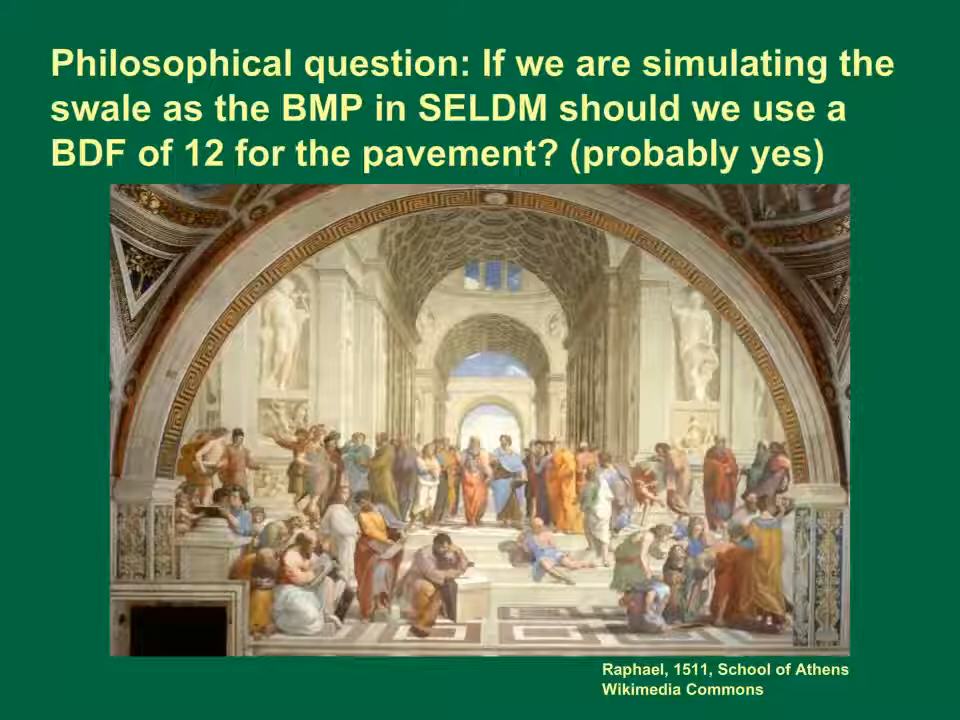 Philosophical question: If we are simulating the
swale as the BMP in SELDM should we use a
BDF of 12 for the pavement? (probably yes)
Raphael, 1511, School of Athens
Wikimedia Commons